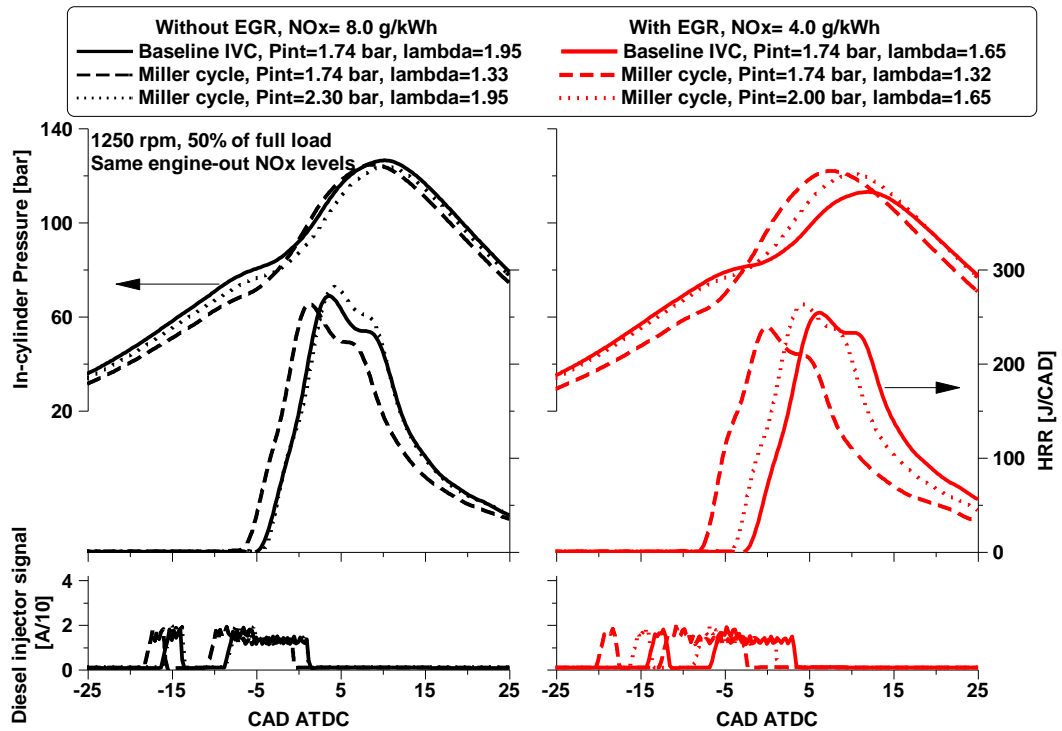 Without EGR, NOx= 8.0 g/kWh
Baseline IVC, Pint=1.74 bar, lambda=1.95
Miller cycle, Pint=1.74 bar, lambda=1.33
Miller cycle, Pint=2.30 bar, lambda=1.95
With EGR, NOx= 4.0 g/kWh
Baseline IVC, Pint=1.74 bar, lambda=1.65
Miller cycle, Pint=1.74 bar, lambda=1.32
Miller cycle, Pint=2.00 bar, lambda=1.65
1250 rpm, 50% of full load
Same engine-out NOx levels
In-cylinder Pressure [bar]
140
100
60
20
300
200
100
0
HRR [J/CAD]
Diesel injector signal
[A/10]
4
2
0
-25 -15 -5 5 15 25
CAD ATDC
-25 -15 -5 5 15 25
CAD ATDC